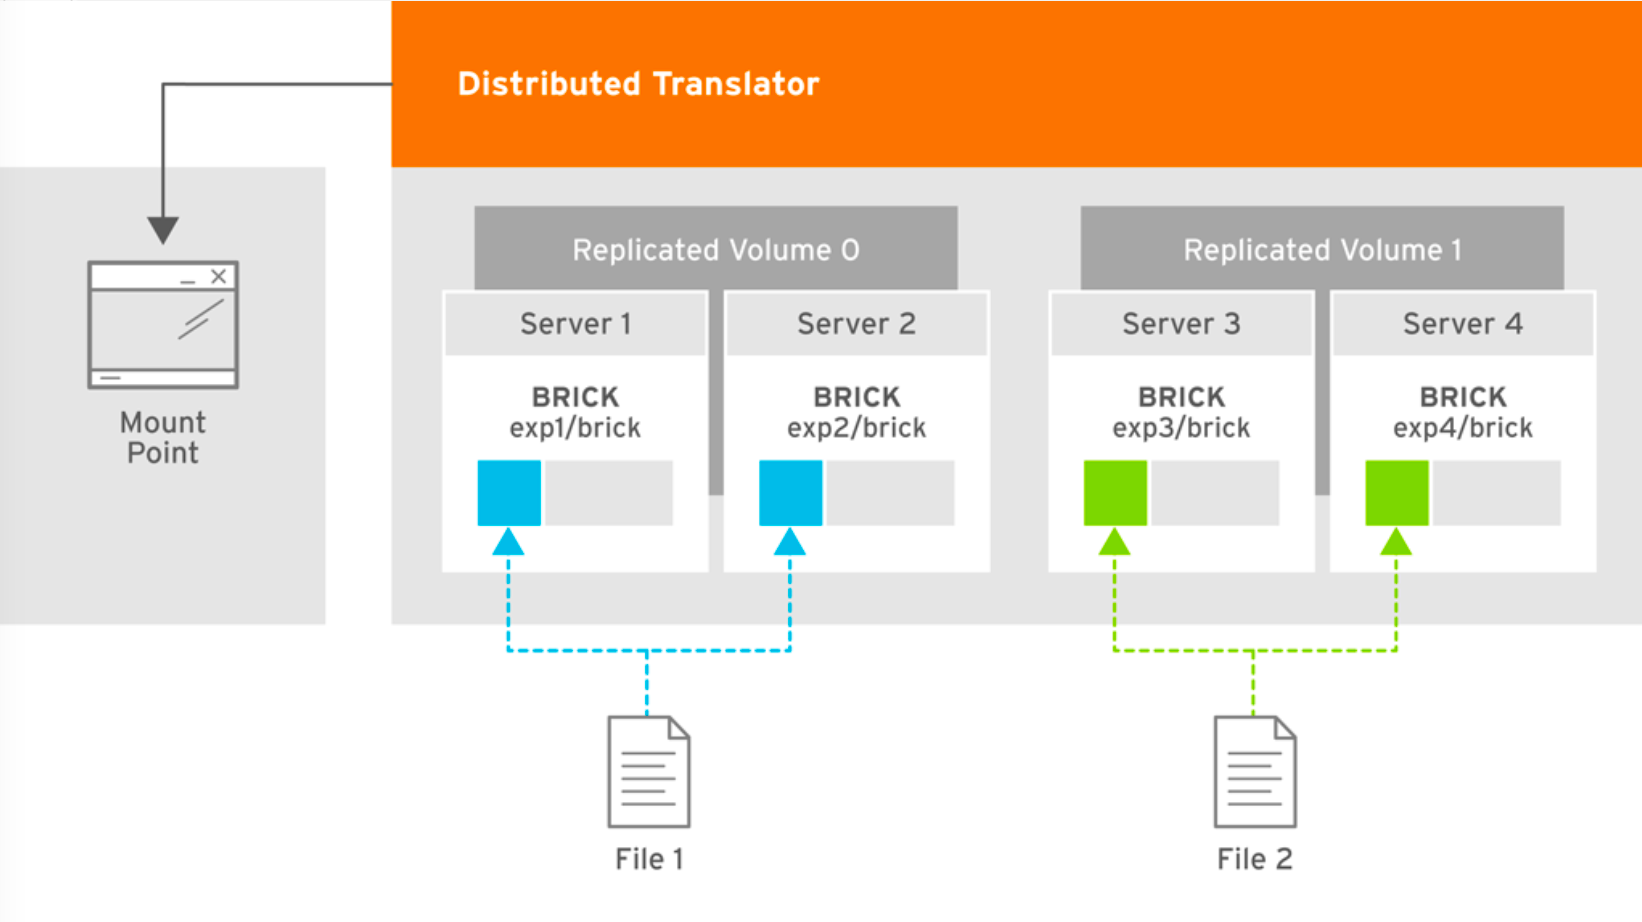 Distributed Translator
Replicated Volume 0
Replicated Volume 1
Server 1
Server 2
Server 3
Server 4
BRICK
exp1/brick
BRICK
exp2/brick
BRICK
exp3/brick
BRICK
exp4/brick
Mount
Point
File 1
File 2